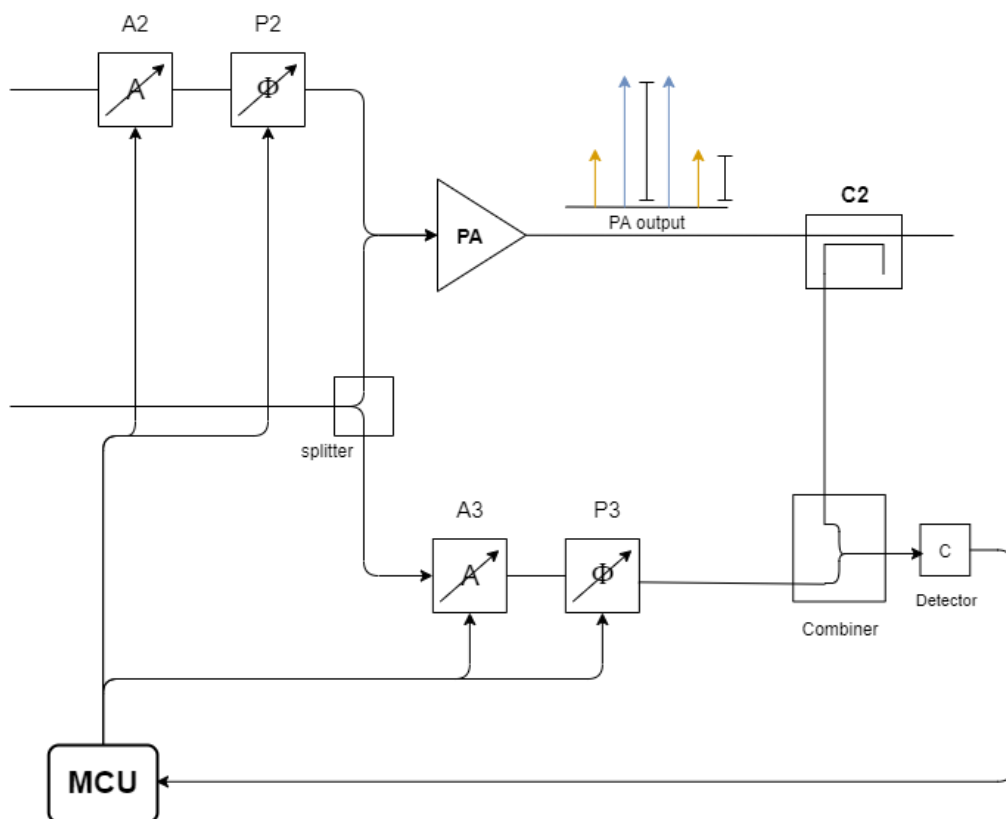 A2
P2
A
Φ
PA
PA output
C2
splitter
A3
P3
A
Φ
C
Combiner
Detector
MCU